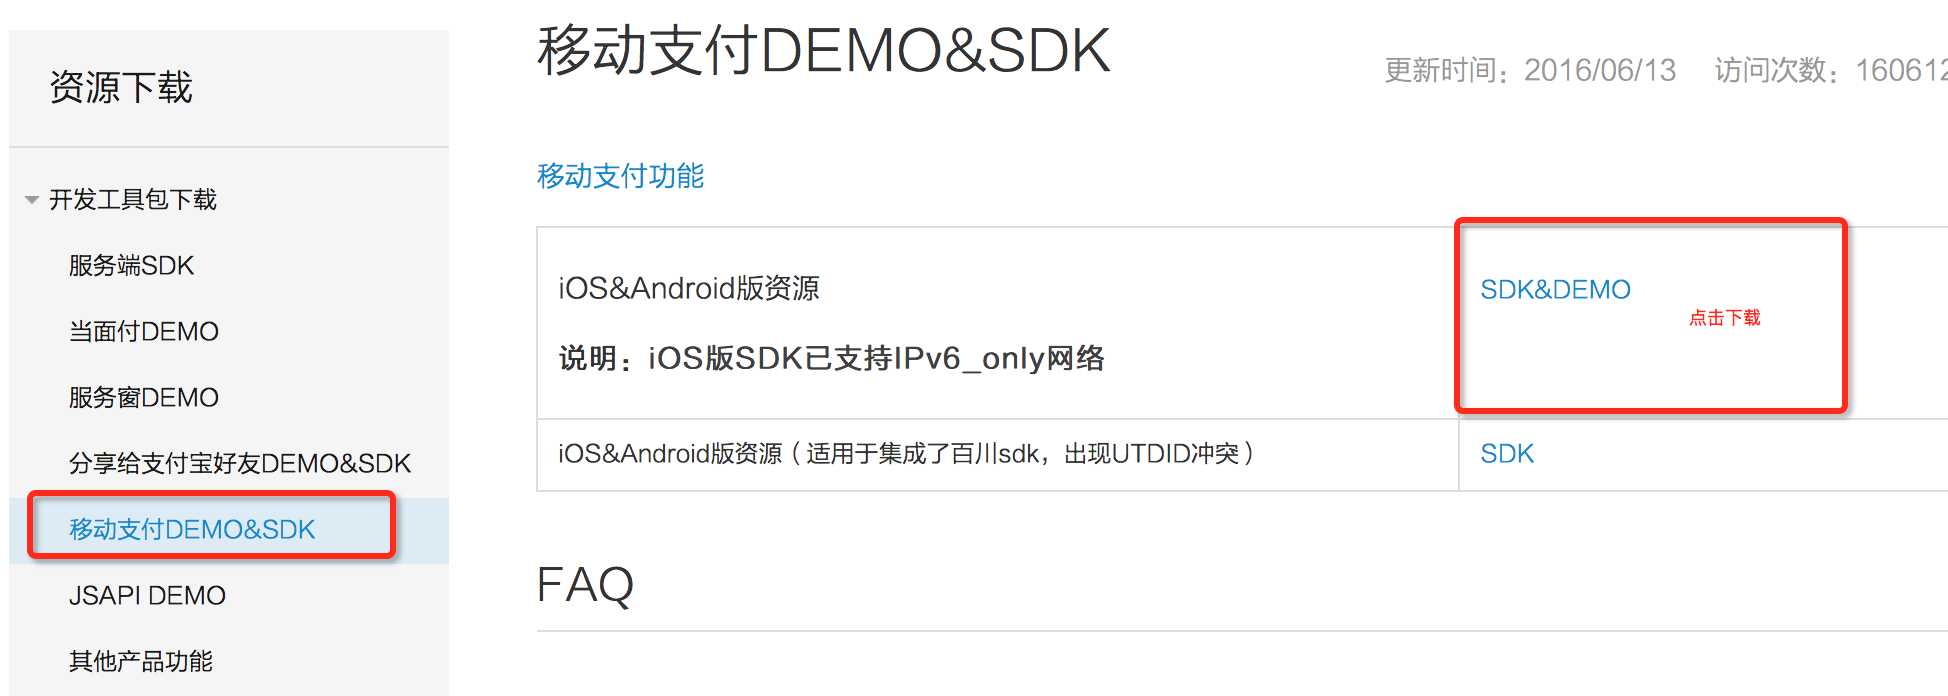 资源下载
开发工具包下载
服务端SDK
当面付DEMO
服务窗DEMO
分享给支付宝好友DEMO&SDK
移动支付DEMO&SDK
JSAPI DEMO
其他产品功能
移动支付DEMO&SDK
更新时间：2016/06/13 访问次数：160612
移动支付功能
iOS&Android版资源
说明：iOS版SDK已支持IPv6_only网络
SDK&DEMO
点击下载
iOS&Android版资源（适用于集成了百川sdk，出现UTDID冲突）
SDK
FAQ